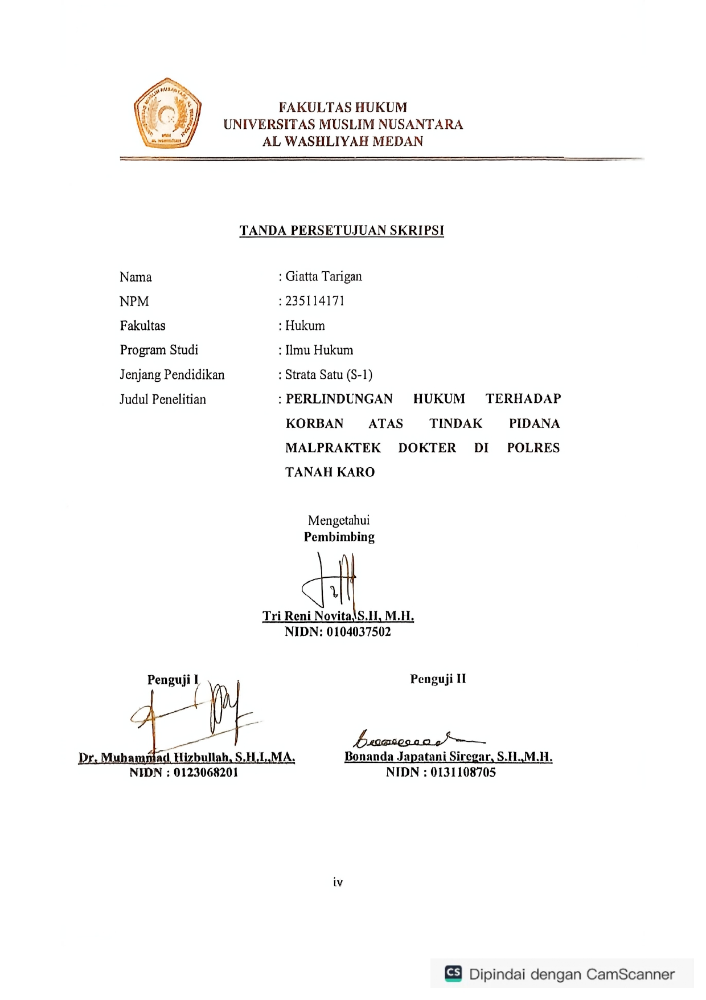 FAKULTAS HUKUM
UNIVERSITAS MUSLIM NUSANTARA
AL WASHLIYAH MEDAN
TANDA PERSETUJUAN SKRIPSI
Nama : Giatta Tarigan
NPM : 235114171
Fakultas : Hukum
Program Studi : Ilmu Hukum
Jenjang Pendidikan : Strata Satu (S-1)
Judul Penelitian : PERLINDUNGAN HUKUM TERHADAP
KORBAN ATAS TINDAK PIDANA
MALPRAKTEK DOKTER DI POLRES
TANAH KARO
Mengetahui
Pembimbing
Tri Reni Novita, S.H, M.H.
NIDN: 0104037502
Penguji I Penguji II
Dr. Muhammad Hizbullah, S.H.I.,MA. Bonanda Japatani Siregar, S.H.,M.H.
NIDN : 0123068201 NIDN : 0131108705
iv
CS Dipindai dengan CamScanner